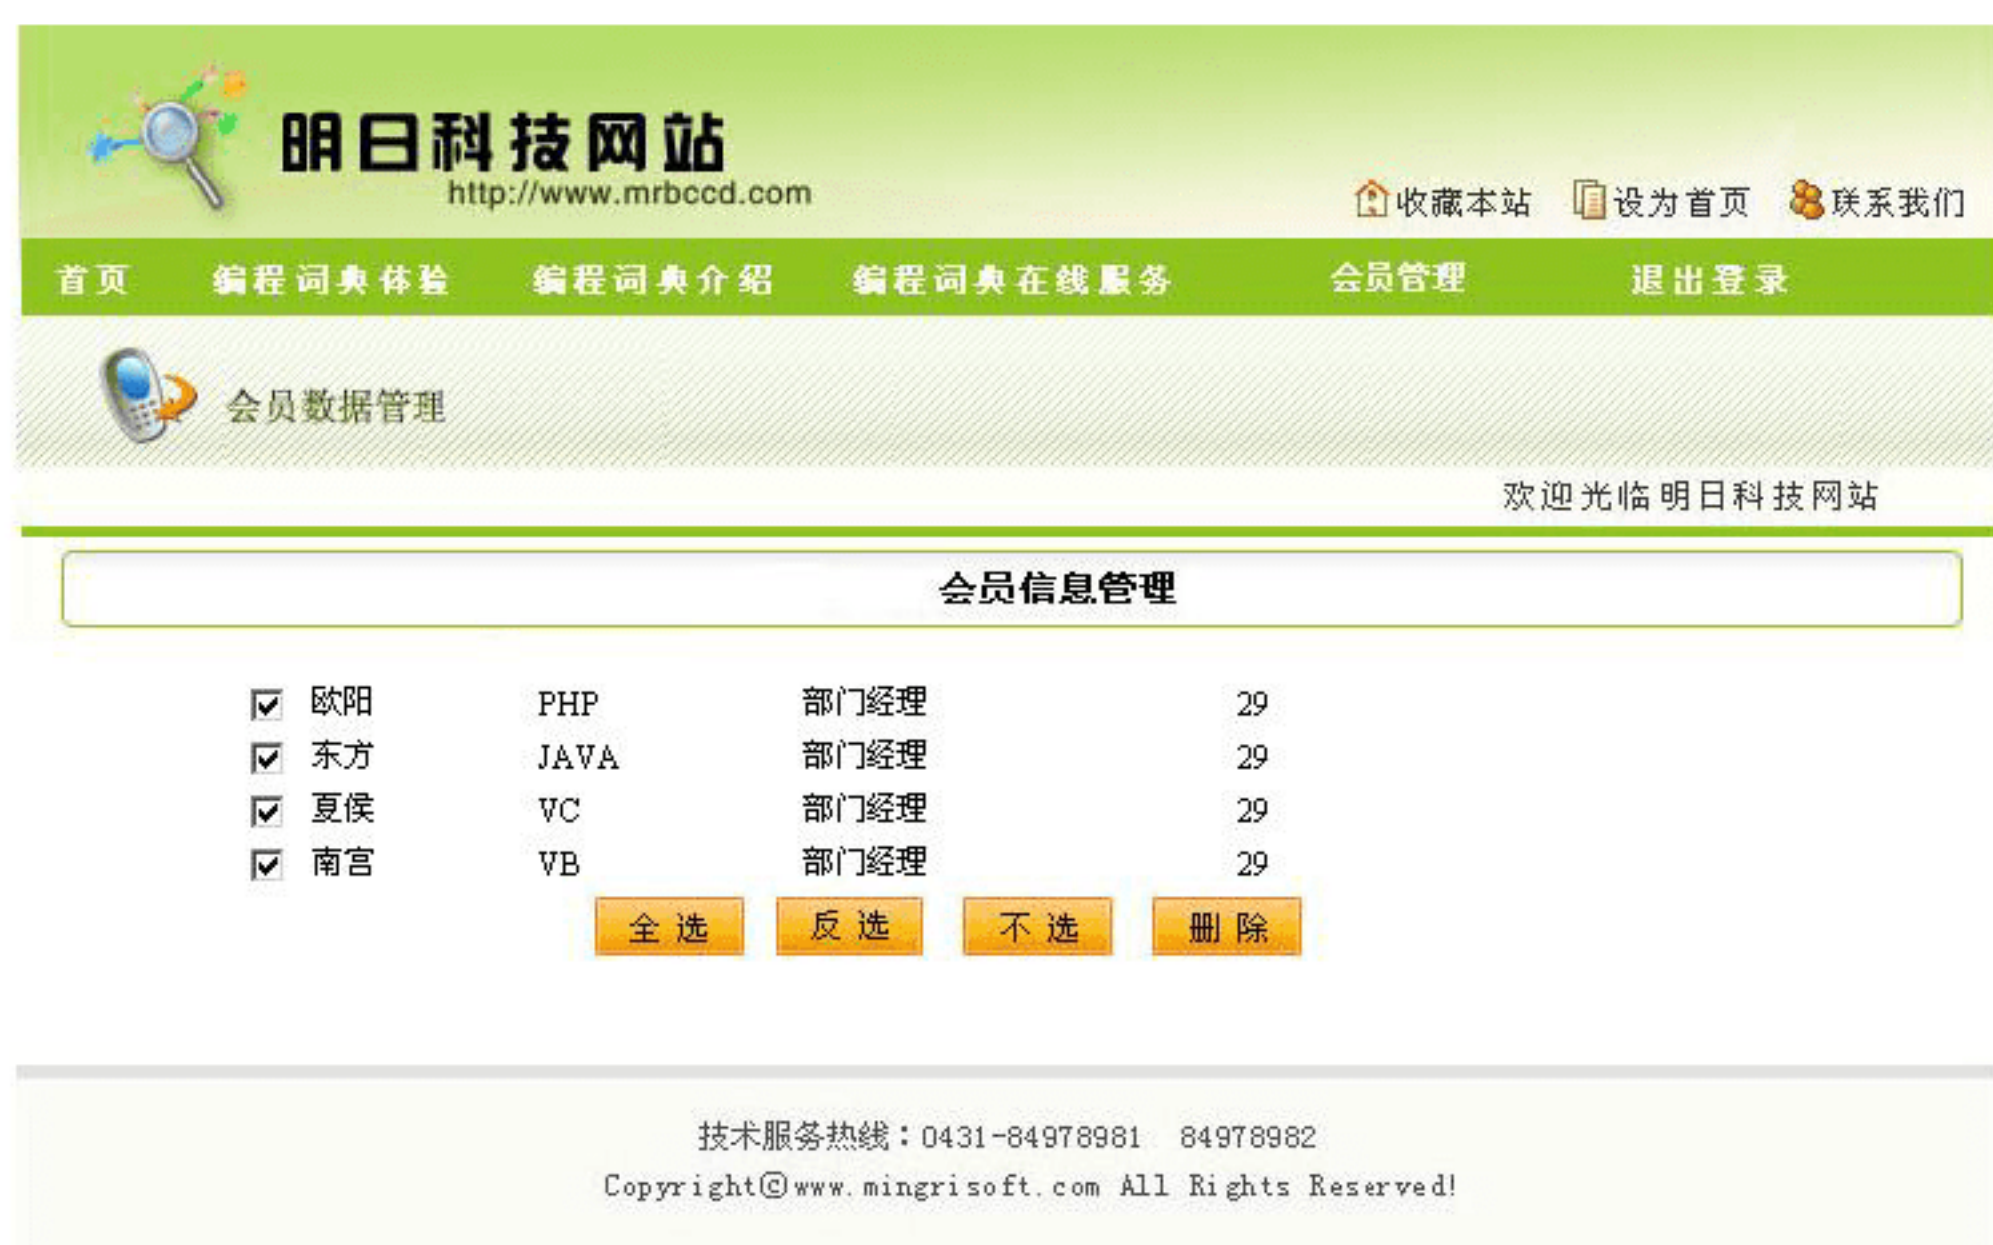 明日科技网站
http://www.mrbccd.com
收藏本站 设为首页 联系我们
首页 编程词典体验 编程词典介绍 编程词典在线服务 会员管理 退出登录
会员数据管理
欢迎光临明日科技网站
会员信息管理
欧阳 PHP 部门经理 29
东方 JAVA 部门经理 29
夏侯 VC 部门经理 29
南宫 VB 部门经理 29
全选 反选 不选 删除
技术服务热线：0431-84978981 84978982
Copyright©www.mingrisoft.com All Rights Reserved!